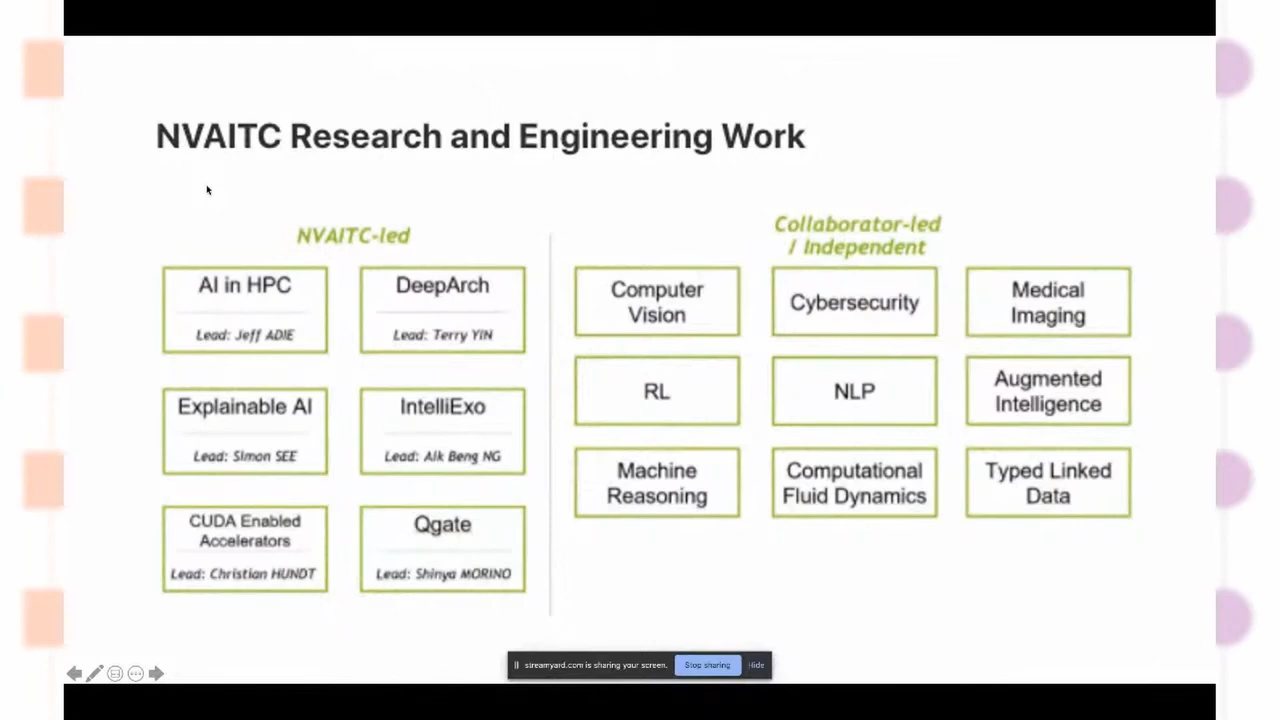 NVAITC Research and Engineering Work
NVAITC-led
AI in HPC
Lead: Jeff ADIE
DeepArch
Lead: Terry YIN
Explainable AI
Lead: Simon SEE
IntelliExo
Lead: Aik Beng NG
CUDA Enabled
Accelerators
Lead: Christian HUNDT
Qgate
Lead: Shinya MORINO
Collaborator-led
/ Independent
Computer
Vision
Cybersecurity
Medical
Imaging
RL
NLP
Augmented
Intelligence
Machine
Reasoning
Computational
Fluid Dynamics
Typed Linked
Data
streamyard.com is sharing your screen.
Stop sharing
Hide